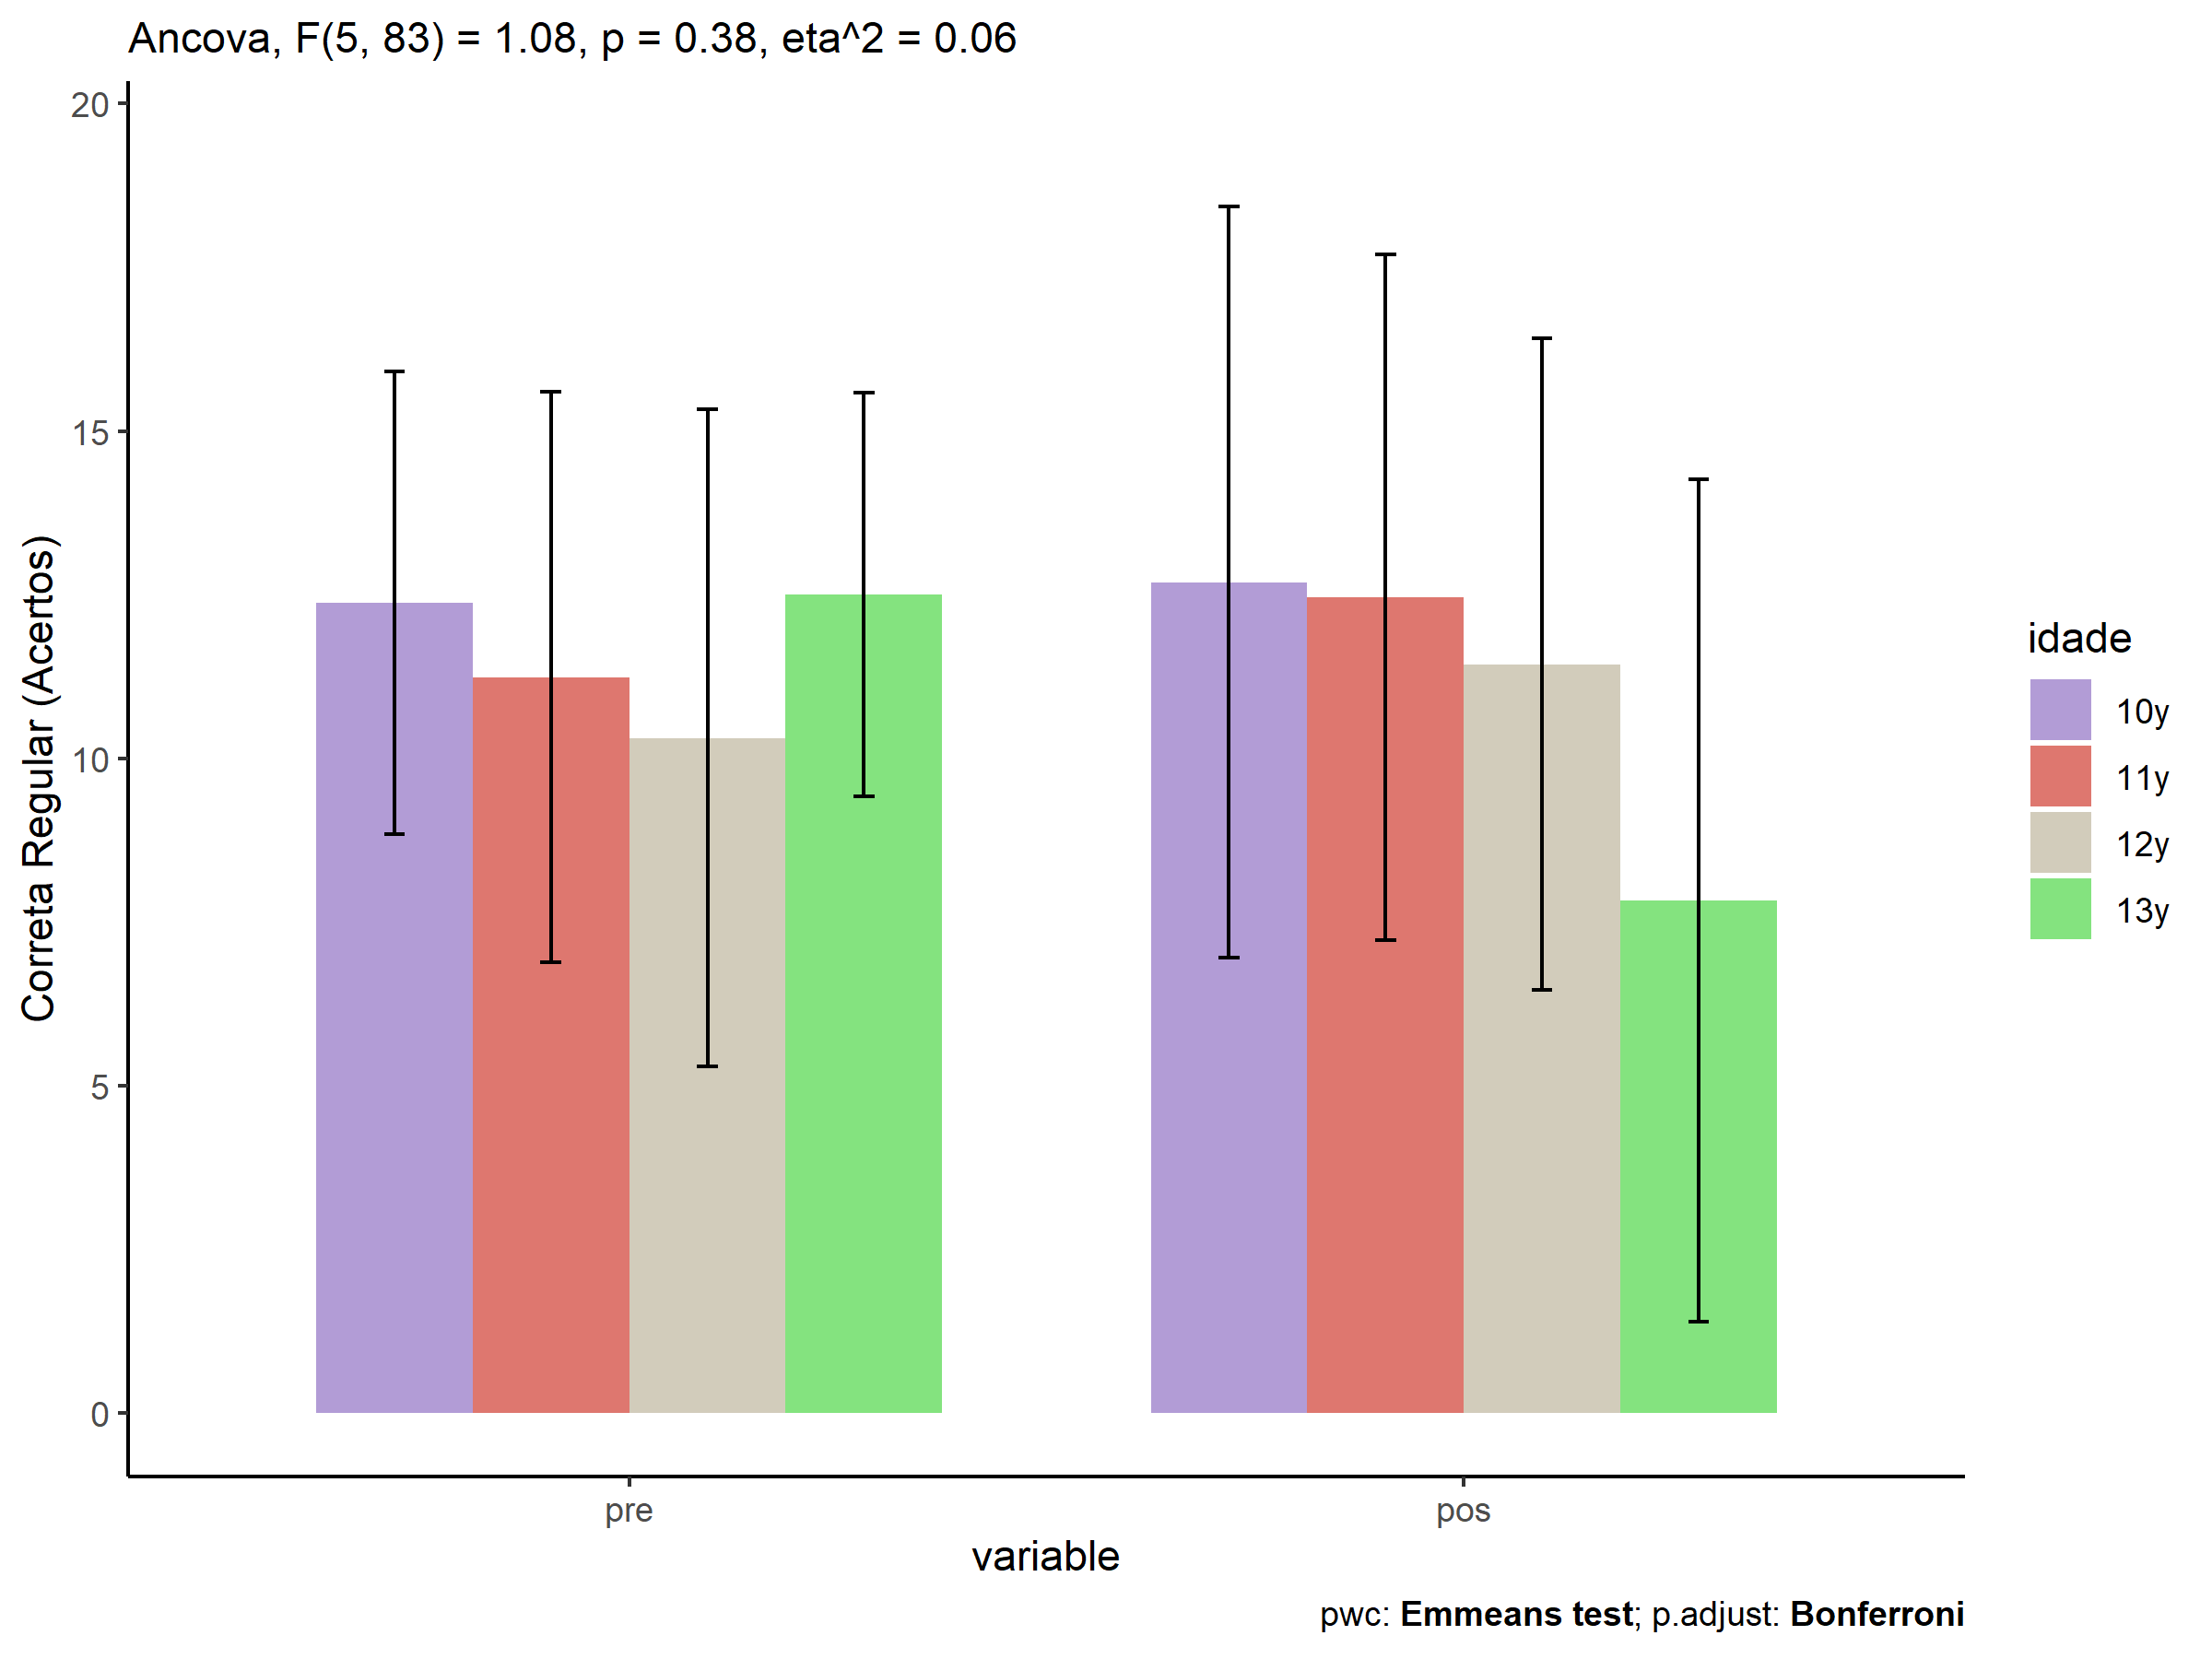 Ancova, F(5, 83) = 1.08, p = 0.38, eta^2 = 0.06
20
15
10
5
0
Correta Regular (Acertos)
pre
pos
variable
idade
10y
11y
12y
13y
pwc: Emmeans test; p.adjust: Bonferroni